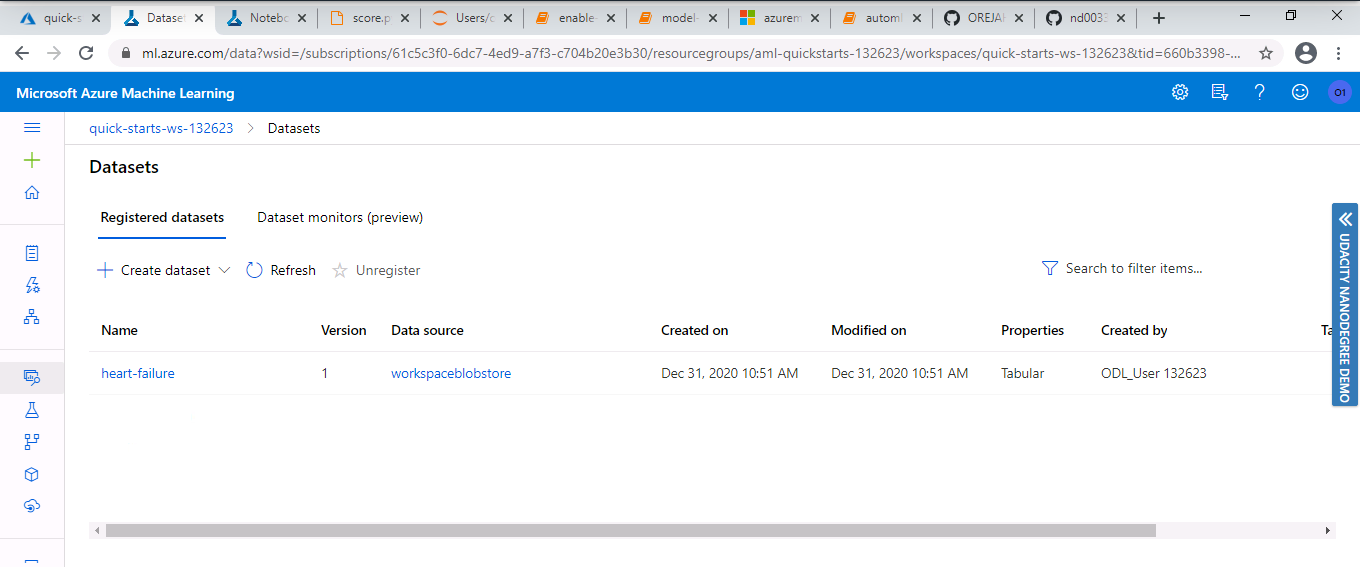 quick-s
Dataset
Notebo
score.p
Users/c
enable-
model-
azurem
automl
OREJAH
nd0033
ml.azure.com/data?wsid=/subscriptions/61c5c3f0-6dc7-4ed9-a7f3-c704b20e3b30/resourcegroups/aml-quickstarts-132623/workspaces/quick-starts-ws-132623&tid=660b3398-...
Microsoft Azure Machine Learning
O1
quick-starts-ws-132623 > Datasets
Datasets
Registered datasets Dataset monitors (preview)
Create dataset Refresh Unregister Search to filter items...
Name Version Data source Created on Modified on Properties Created by Ta
heart-failure 1 workspaceblobstore Dec 31, 2020 10:51 AM Dec 31, 2020 10:51 AM Tabular ODL_User 132623
UDACITY NANODEGREE DEMO